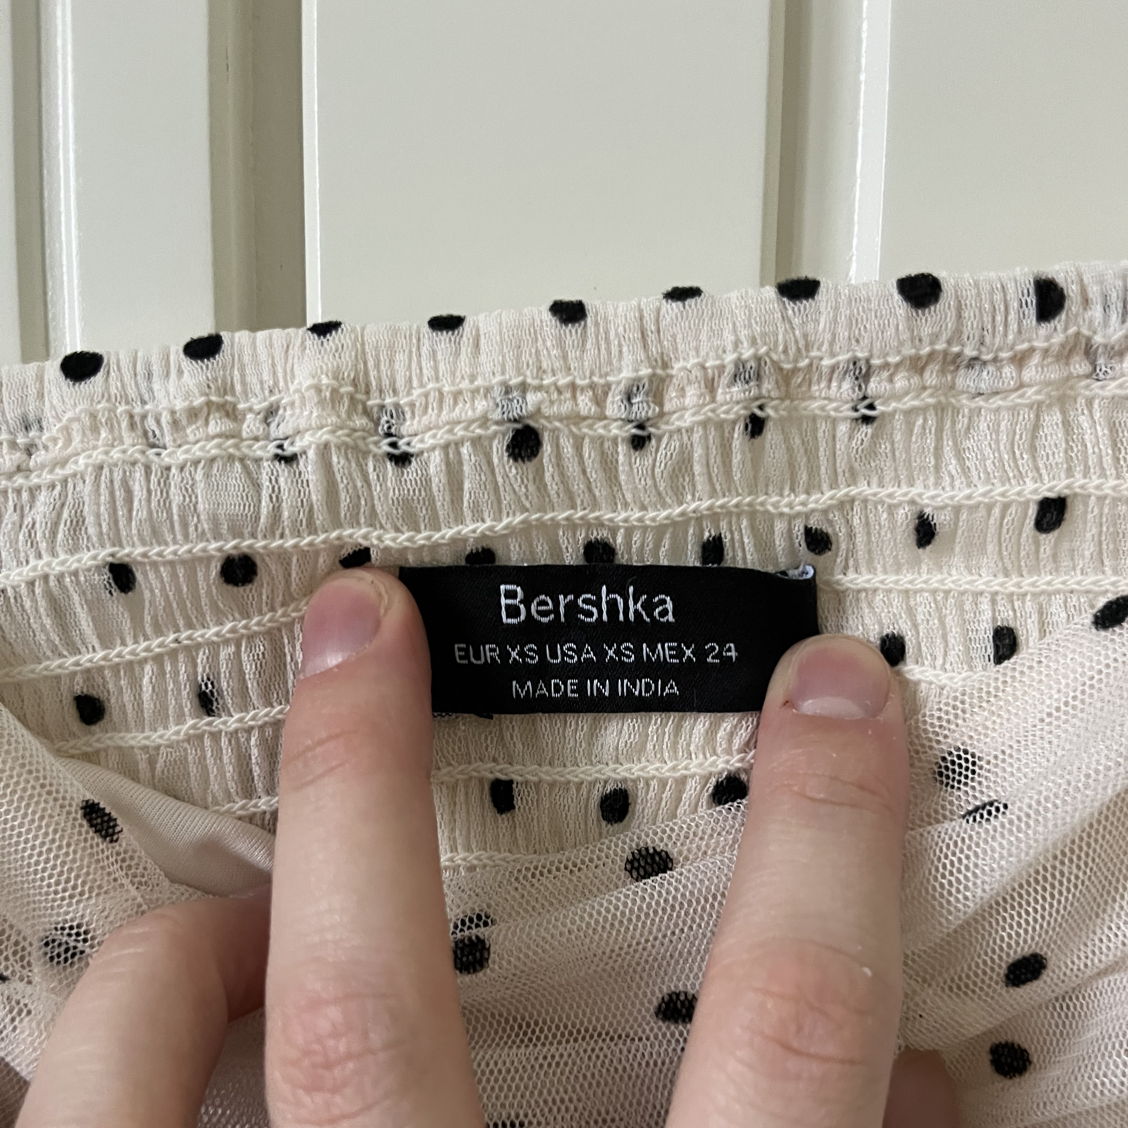 Bershka
EUR XS USA XS MEX 24
MADE IN INDIA